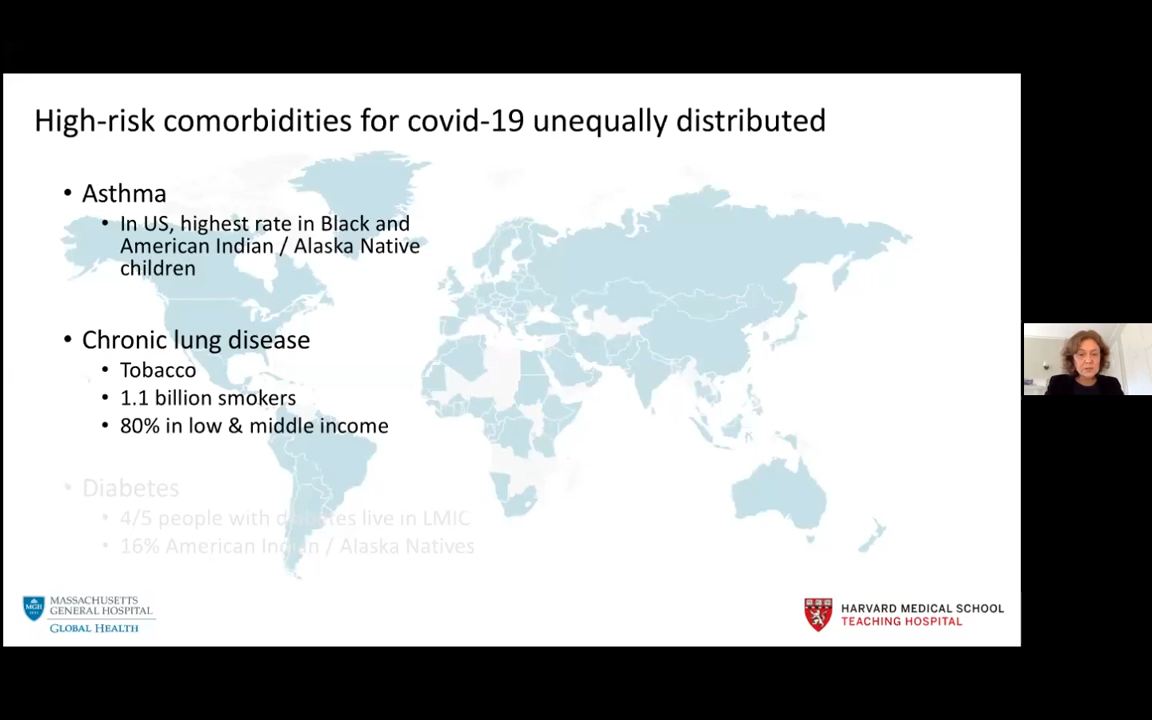 High-risk comorbidities for covid-19 unequally distributed
• Asthma
• In US, highest rate in Black and
American Indian / Alaska Native
children
• Chronic lung disease
• Tobacco
• 1.1 billion smokers
• 80% in low & middle income
• Diabetes
• 4/5 people with diabetes live in LMIC
• 16% American Indian / Alaska Natives
MGH
1811
MASSACHUSETTS
GENERAL HOSPITAL
GLOBAL HEALTH
HARVARD MEDICAL SCHOOL
TEACHING HOSPITAL